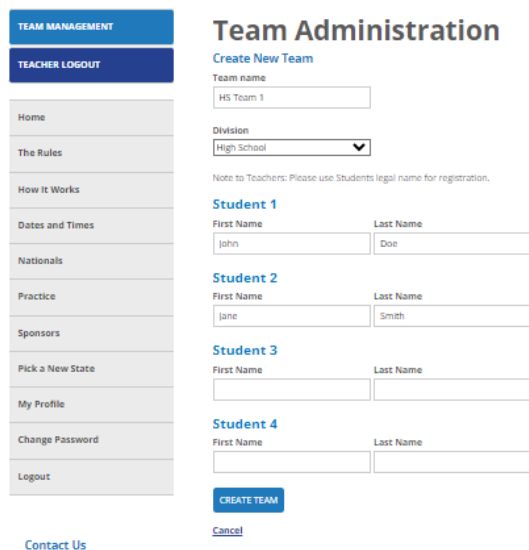 TEAM MANAGEMENT
TEACHER LOGOUT
Home
The Rules
How It Works
Dates and Times
Nationals
Practice
Sponsors
Pick a New State
My Profile
Change Password
Logout
Contact Us
Team Administration
Create New Team
Team name
HS Team 1
Division
High School
Note to Teachers: Please use Students legal name for registration.
Student 1
First Name Last Name
John Doe
Student 2
First Name Last Name
Jane Smith
Student 3
First Name Last Name
Student 4
First Name Last Name
CREATE TEAM
Cancel